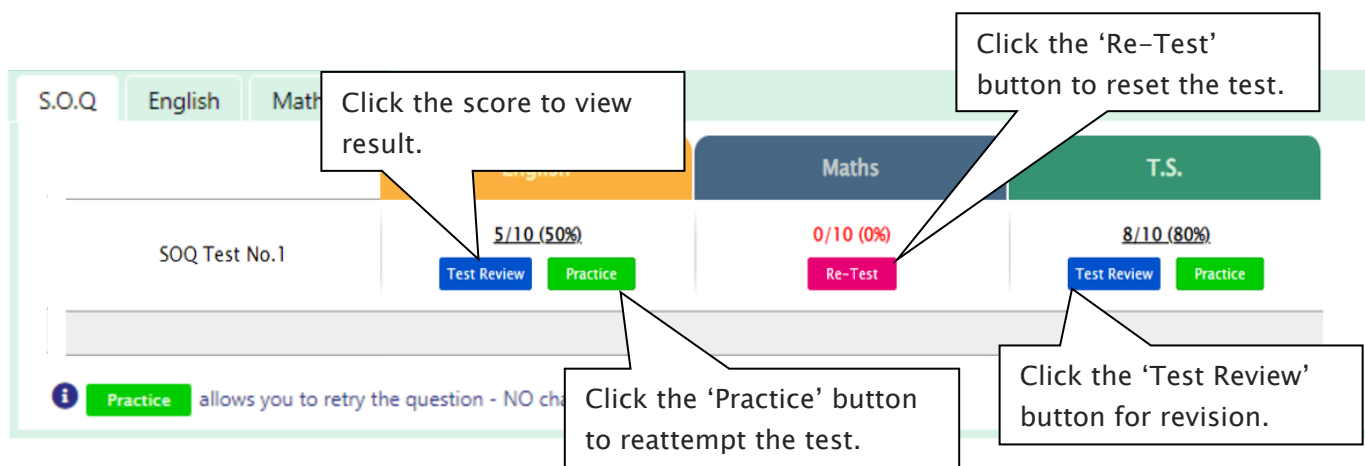 Click the ‘Re-Test’
button to reset the test.
S.O.Q English Math
Click the score to view
result.
English Maths T.S.
SOQ Test No.1
5/10 (50%) 0/10 (0%) 8/10 (80%)
Test Review Practice Re-Test Test Review Practice
Click the ‘Test Review’
button for revision.
Practice allows you to retry the question - NO
Click the ‘Practice’ button
to reattempt the test.